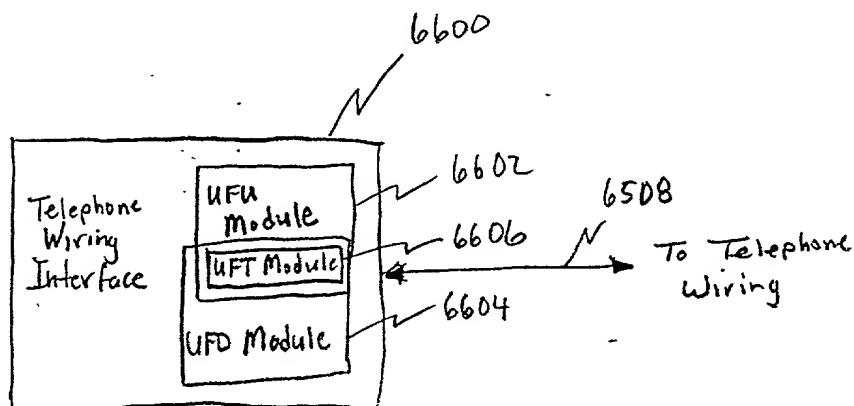 6600
6602
6508
UFU
Module
Telephone
Wiring
Interface
6606
UFT Module
To Telephone
Wiring
6604
UFD Module